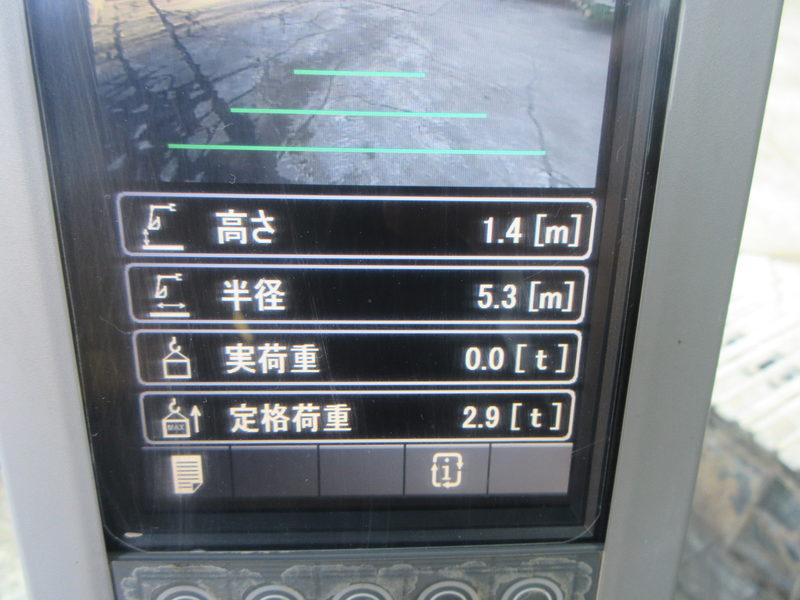 高さ 1.4 [m]
半径 5.3 [m]
実荷重 0.0 [ t ]
MAX 定格荷重 2.9 [ t ]
i